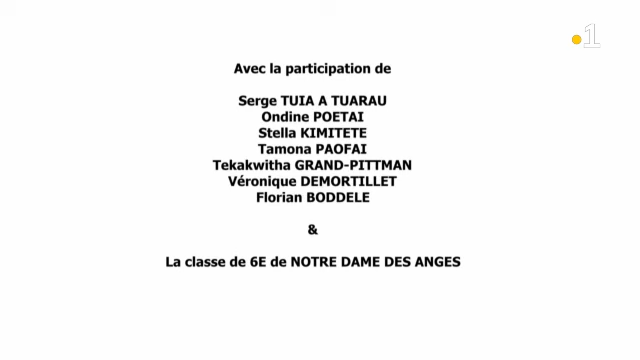 1
Avec la participation de
Serge TUIA A TUARAU
Ondine POETAI
Stella KIMITETE
Tamona PAOFAI
Tekakwitha GRAND-PITTMAN
Véronique DEMORTILLET
Florian BODDELE
&
La classe de 6E de NOTRE DAME DES ANGES